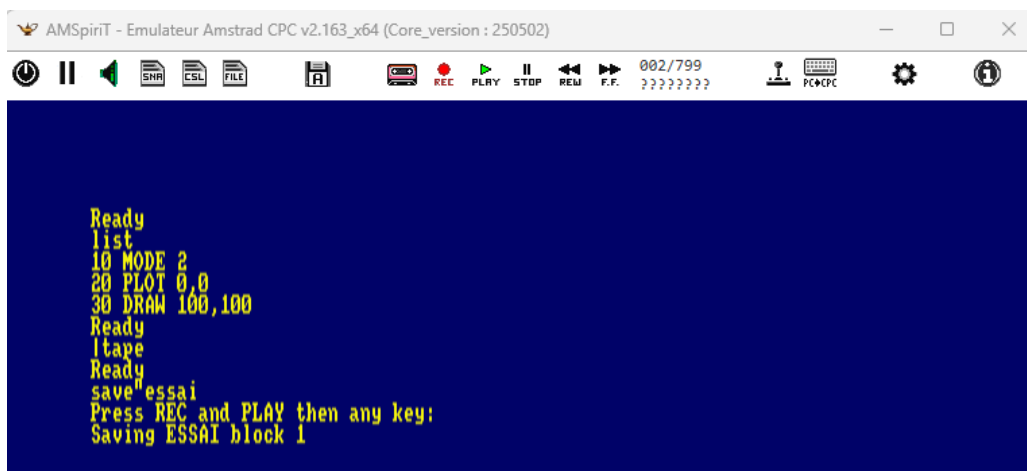 AMSpiriT - Emulateur Amstrad CPC v2.163_x64 (Core_version : 250502)
SNA CSL FILE A REC PLAY STOP REW F.F. 002/799 PC CPC
????????
Ready
list
10 MODE 2
20 PLOT 0,0
30 DRAW 100,100
Ready
|tape
Ready
save"essai
Press REC and PLAY then any key:
Saving ESSAI block 1